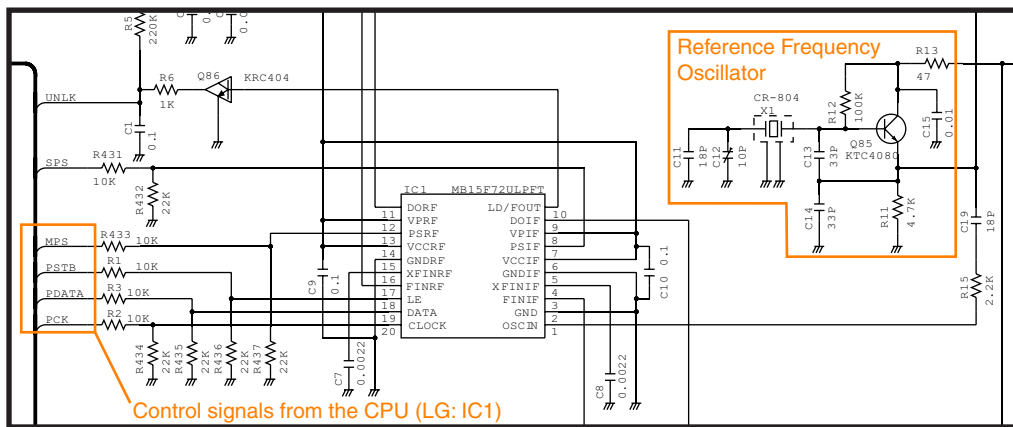 Reference Frequency
Oscillator
R5
220K
R6
1K
Q86
KRC404
UNLK
C1
0.1
SPS
R431
10K
R432
22K
MPS
R433
10K
PSTB
R1
10K
PDATA
R3
10K
PCK
R2
10K
R434
22K
R435
22K
R436
22K
R437
22K
C9
0.1
C7
0.0022
IC1
MB15F72ULPFT
DORF
LD/FOUT
11
VPRF
DOIF
10
12
PSRF
VPIF
9
13
VCCRF
PSIF
8
14
GNDRF
VCCIF
7
15
XFINRF
GNDIF
6
16
FINRF
XFINIF
5
17
LE
FINIF
4
18
DATA
GND
3
19
CLOCK
OSCIN
2
20
1
C10
0.1
C8
0.0022
CR-804
X1
C11
18P
C12
10P
C13
33P
C14
33P
R12
100K
R13
47
C15
0.01
Q85
KTC4080
R11
4.7K
C19
18P
R15
2.2K
Control signals from the CPU (LG: IC1)